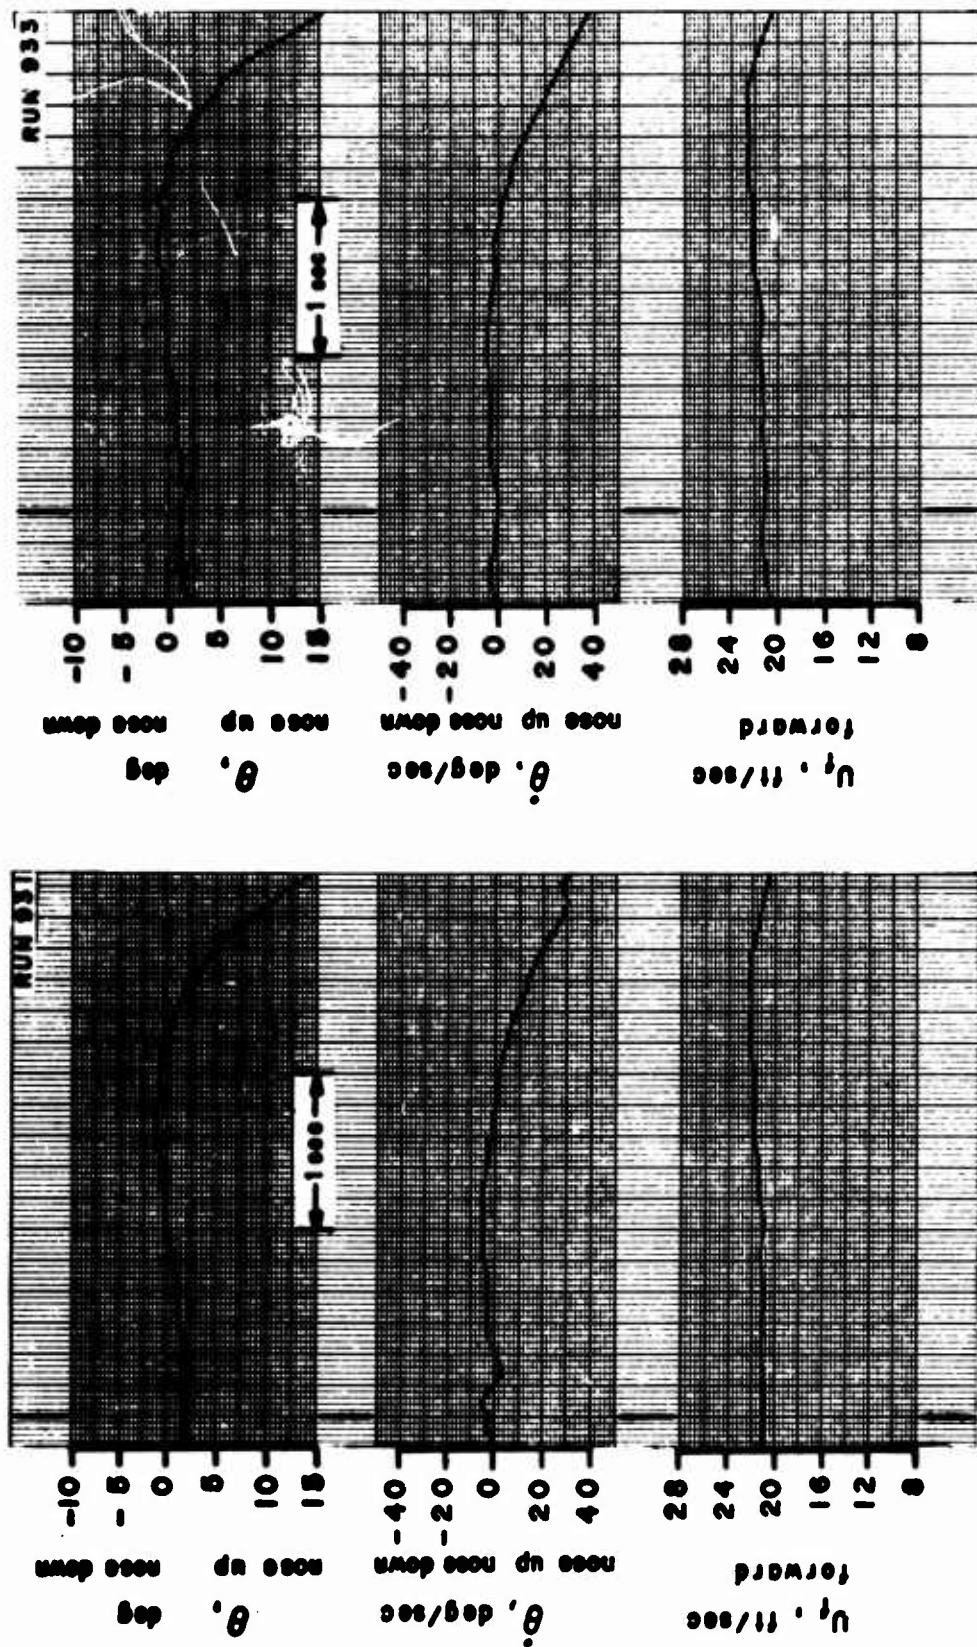 RUN 933
-10
-5
0
5
10
15
nose up nose down
θ, deg
1 sec
-40
-20
0
20
40
nose up nose down
θ̇, deg/sec
28
24
20
16
12
8
forward
U_f, ft/sec
RUN 931
-10
-5
0
5
10
15
nose up nose down
θ, deg
1 sec
-40
-20
0
20
40
nose up nose down
θ̇, deg/sec
28
24
20
16
12
8
forward
U_f, ft/sec